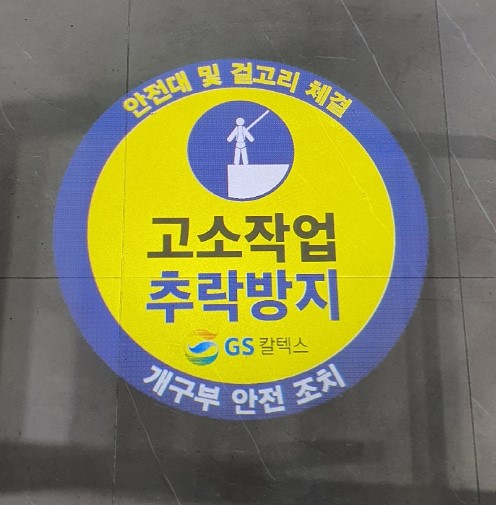 안전대 및 걸고리 체결
고소작업
추락방지
GS 칼텍스
개구부 안전 조치